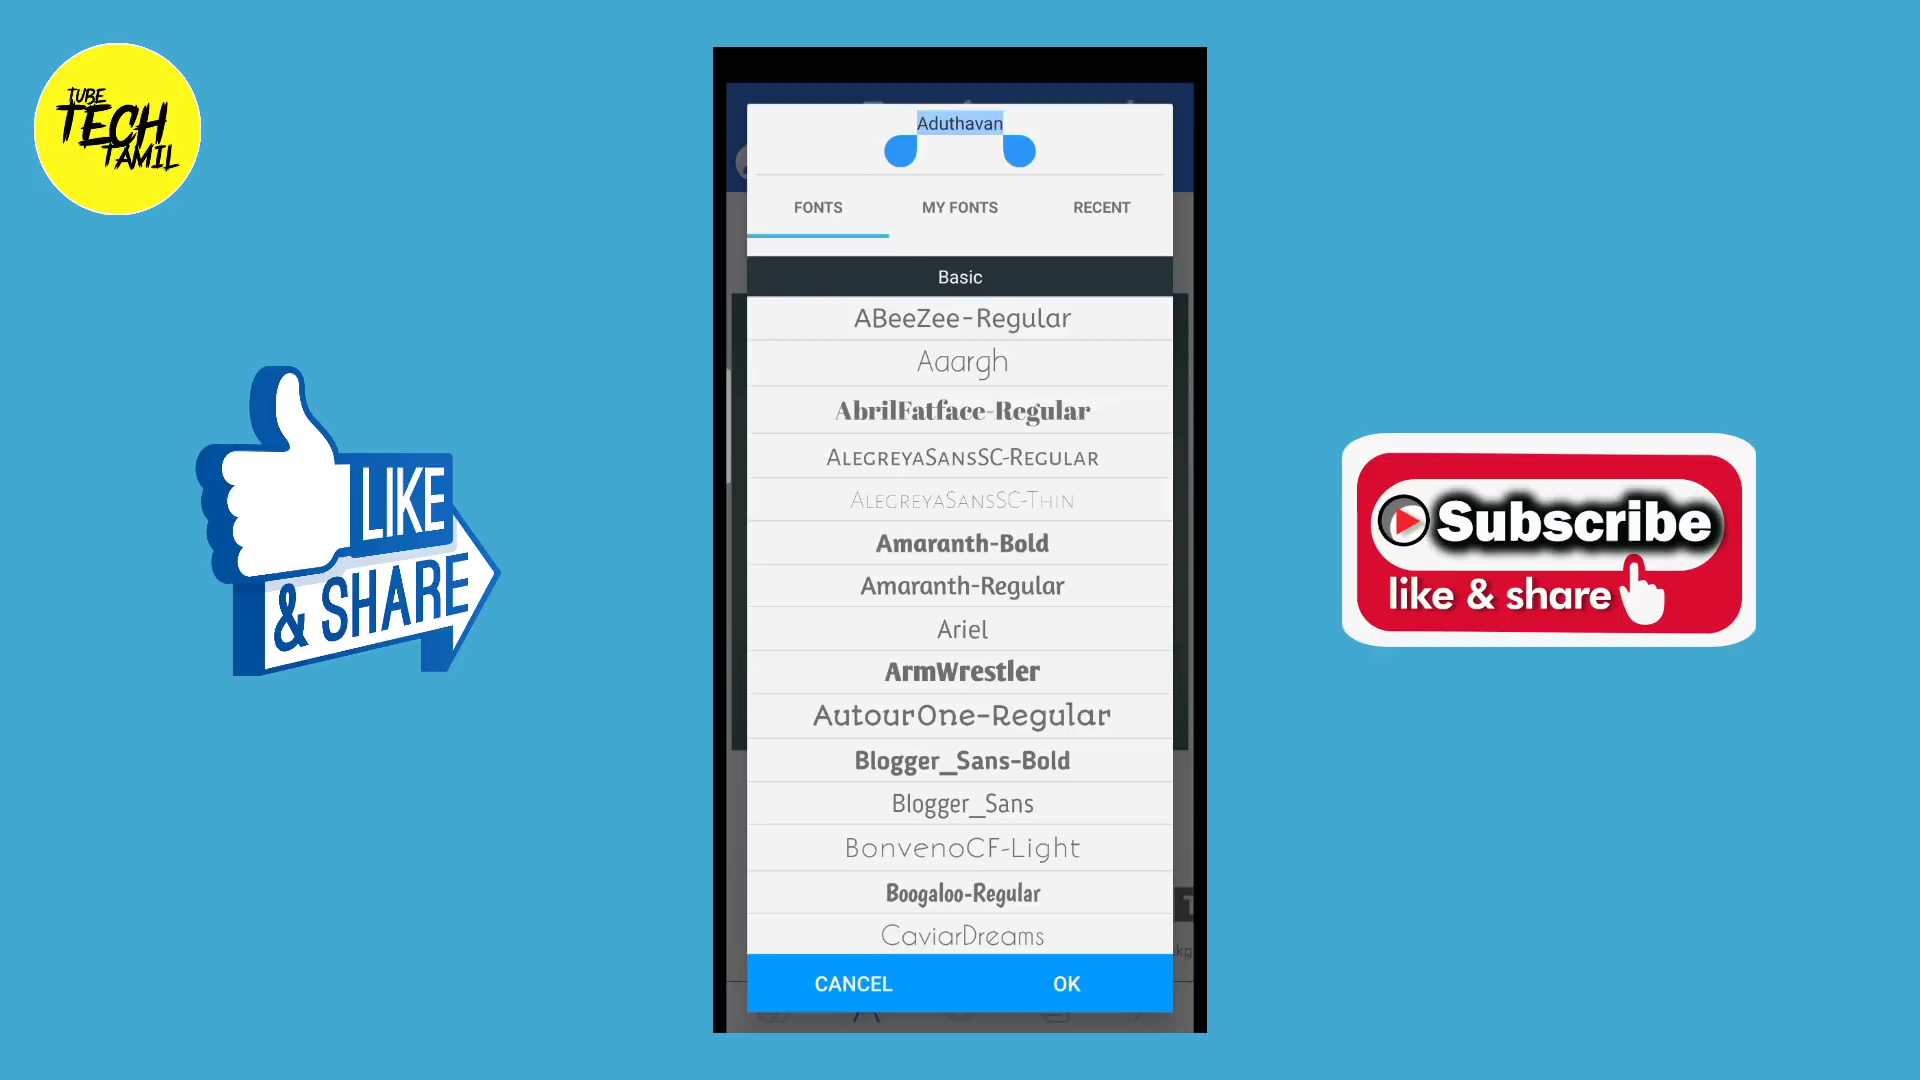 TUBE
TECH
TAMIL
Aduthavan
FONTS
MY FONTS
RECENT
Basic
ABeeZee-Regular
Aaargh
AbrilFatface-Regular
AlegreyaSansSC-Regular
AlegreyaSansSC-Thin
Amaranth-Bold
Amaranth-Regular
Ariel
ArmWrestler
AutourOne-Regular
Blogger_Sans-Bold
Blogger_Sans
BonvenoCF-Light
Boogaloo-Regular
CaviarDreams
CANCEL
OK
LIKE
& SHARE
Subscribe
like & share